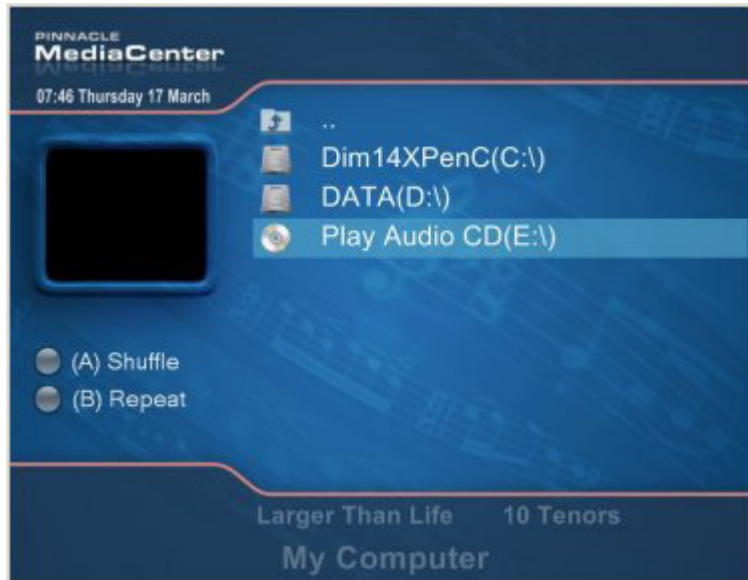 PINNACLE
MediaCenter
07:46 Thursday 17 March
..
Dim14XPenC(C:\)
DATA(D:\)
Play Audio CD(E:\)
(A) Shuffle
(B) Repeat
Larger Than Life 10 Tenors
My Computer